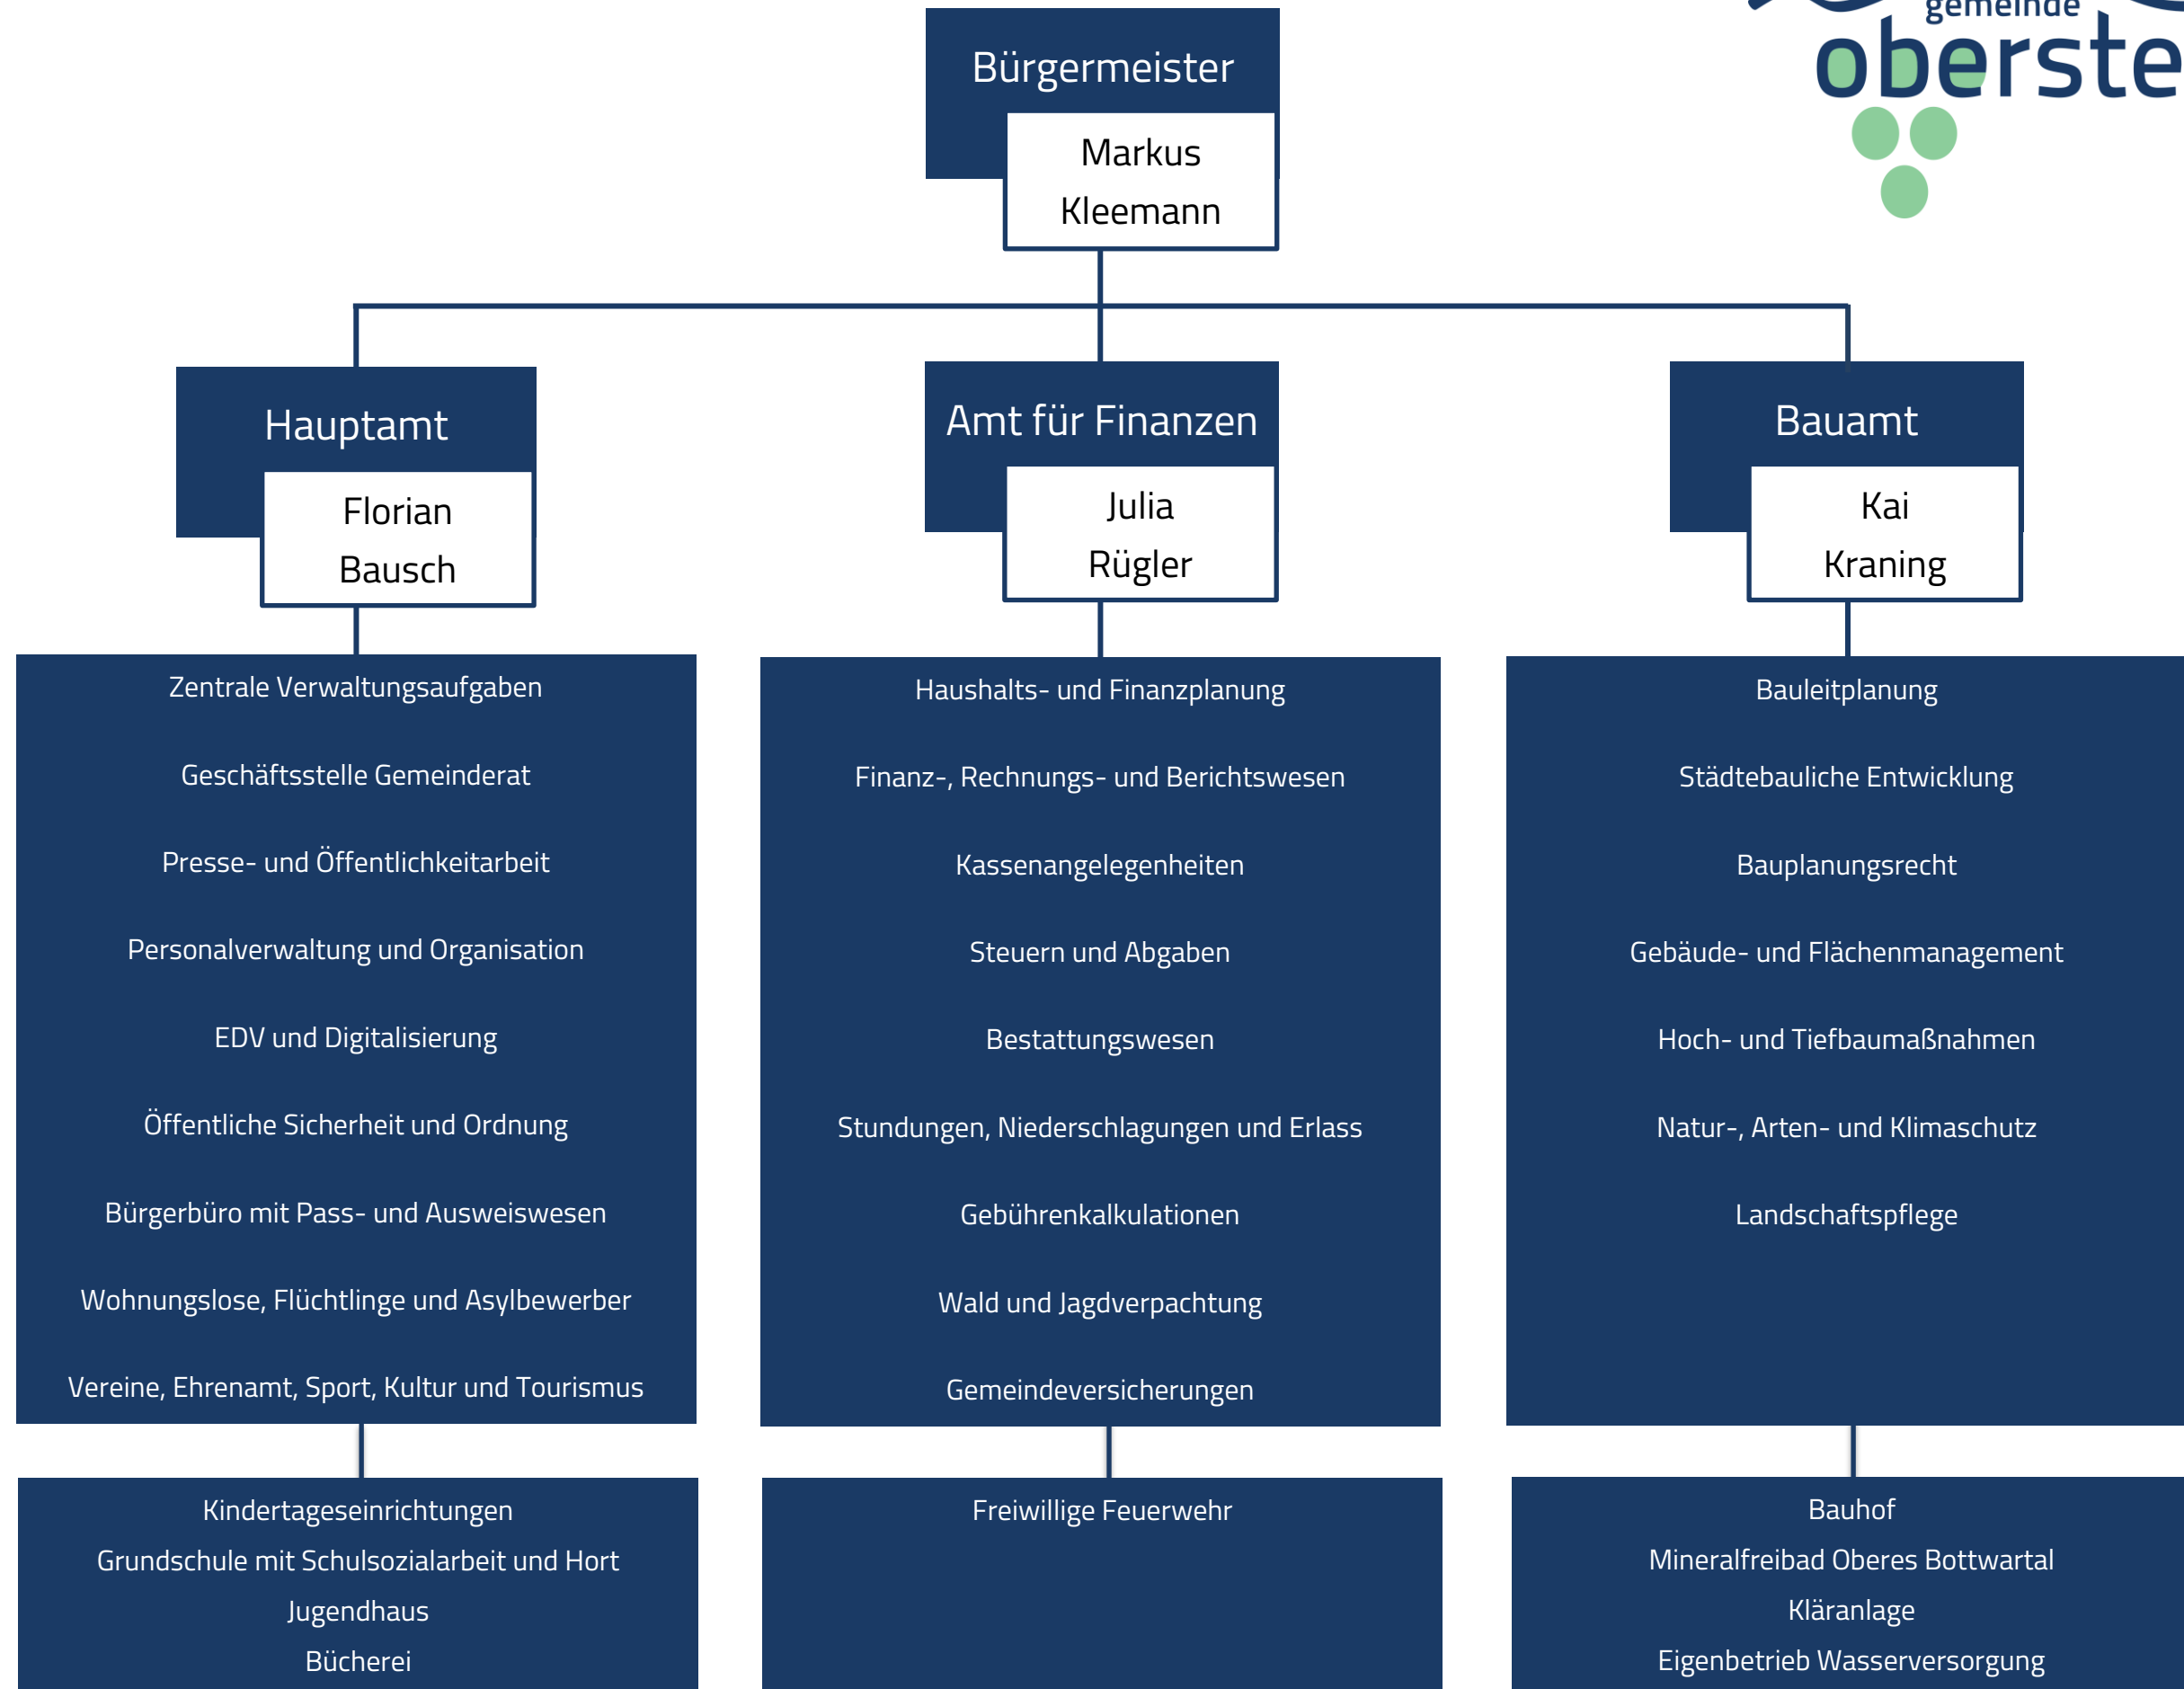 gemeinde
oberste
Bürgermeister
Markus
Kleemann
Hauptamt
Florian
Bausch
Amt für Finanzen
Julia
Rügler
Bauamt
Kai
Kraning
Zentrale Verwaltungsaufgaben
Geschäftsstelle Gemeinderat
Presse- und Öffentlichkeitarbeit
Personalverwaltung und Organisation
EDV und Digitalisierung
Öffentliche Sicherheit und Ordnung
Bürgerbüro mit Pass- und Ausweiswesen
Wohnungslose, Flüchtlinge und Asylbewerber
Vereine, Ehrenamt, Sport, Kultur und Tourismus
Haushalts- und Finanzplanung
Finanz-, Rechnungs- und Berichtswesen
Kassenangelegenheiten
Steuern und Abgaben
Bestattungswesen
Stundungen, Niederschlagungen und Erlass
Gebührenkalkulationen
Wald und Jagdverpachtung
Gemeindeversicherungen
Bauleitplanung
Städtebauliche Entwicklung
Bauplanungsrecht
Gebäude- und Flächenmanagement
Hoch- und Tiefbaumaßnahmen
Natur-, Arten- und Klimaschutz
Landschaftspflege
Kindertageseinrichtungen
Grundschule mit Schulsozialarbeit und Hort
Jugendhaus
Bücherei
Freiwillige Feuerwehr
Bauhof
Mineralfreibad Oberes Bottwartal
Kläranlage
Eigenbetrieb Wasserversorgung